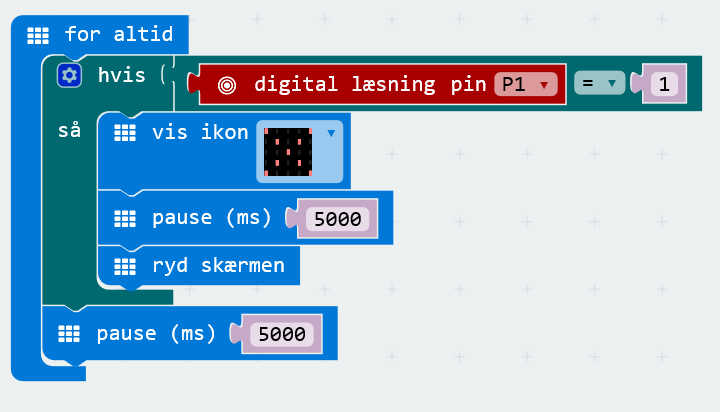 for altid
hvis digital læsning pin P1 = 1
så vis ikon
pause (ms) 5000
ryd skærmen
pause (ms) 5000